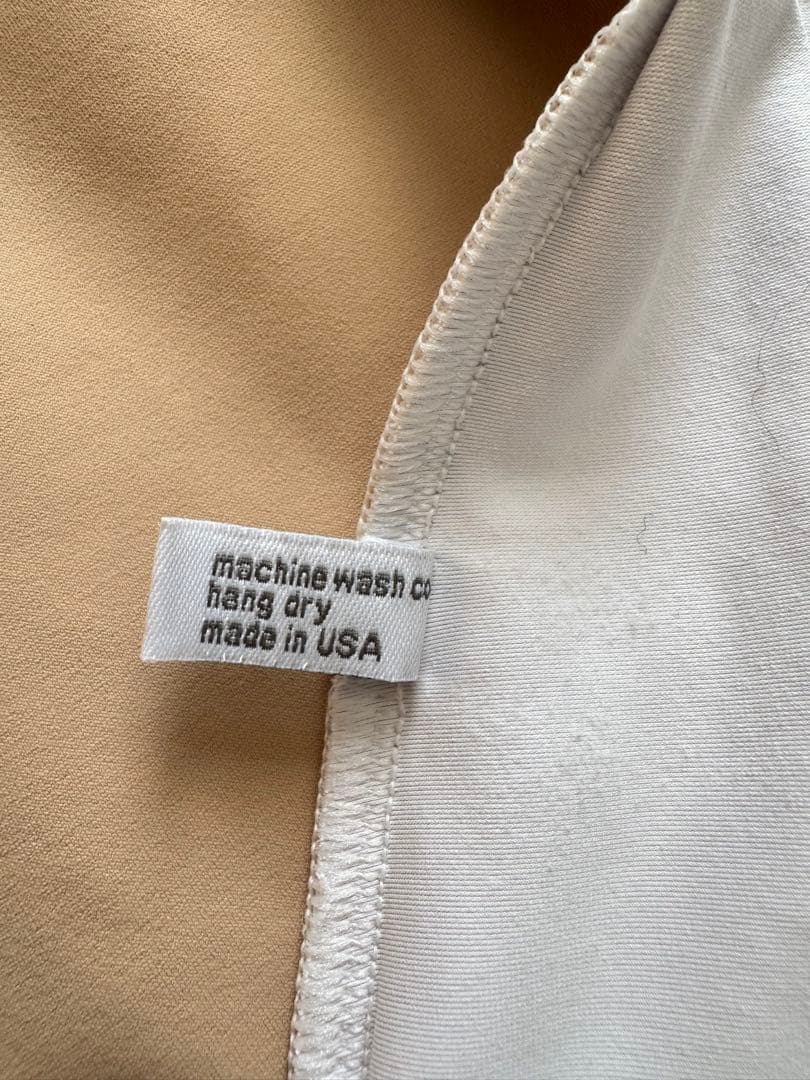 machine wash co
hang dry
made in USA